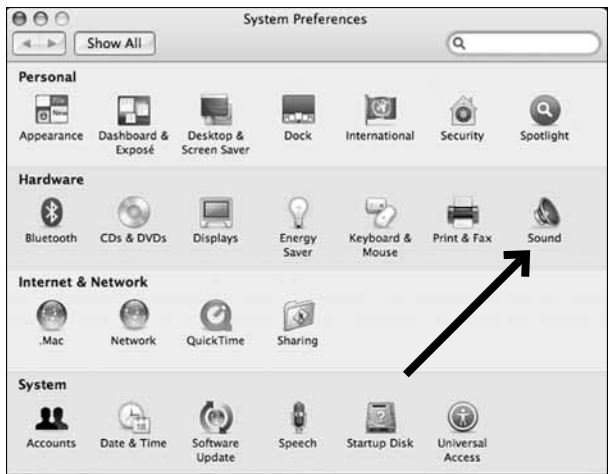 System Preferences
Show All
Personal
Appearance
Dashboard &
Exposé
Desktop &
Screen Saver
Dock
International
Security
Spotlight
Hardware
Bluetooth
CDs & DVDs
Displays
Energy
Saver
Keyboard &
Mouse
Print & Fax
Sound
Internet & Network
.Mac
Network
QuickTime
Sharing
System
Accounts
Date & Time
Software
Update
Speech
Startup Disk
Universal
Access